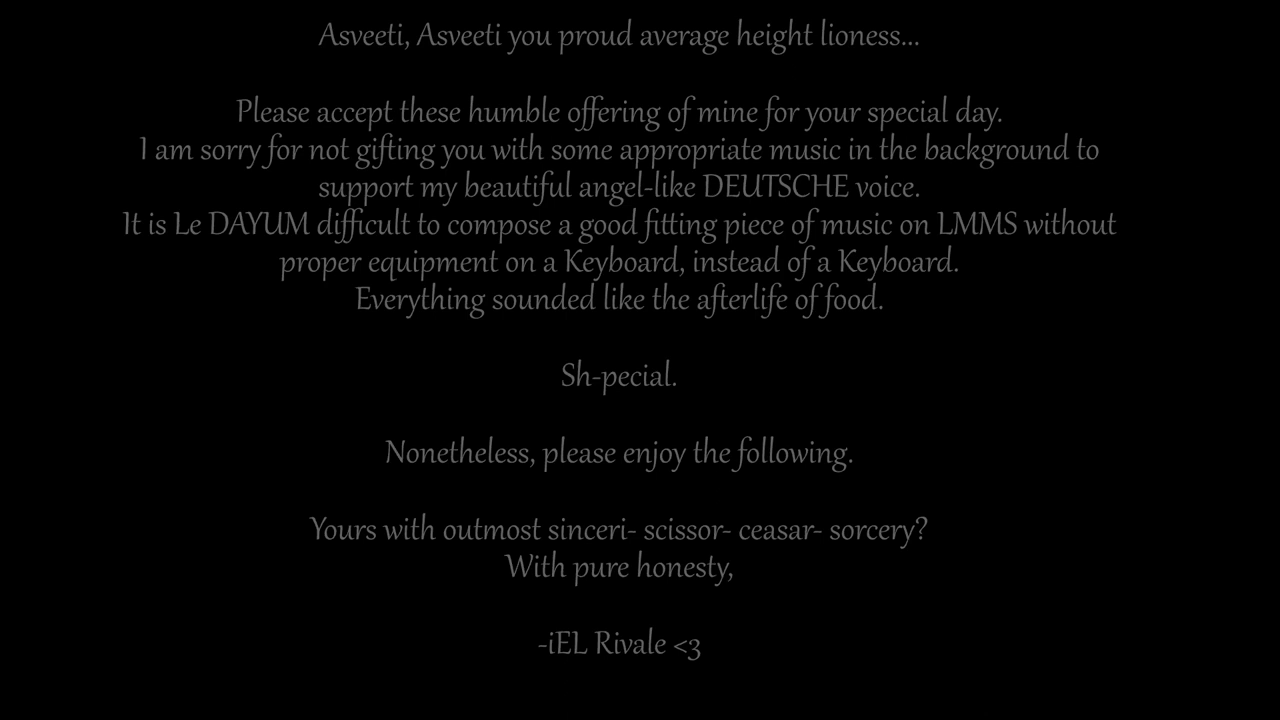 Asveeti, Asveeti you proud average height lioness...
Please accept these humble offering of mine for your special day.
I am sorry for not gifting you with some appropriate music in the background to
support my beautiful angel-like DEUTSCHE voice.
It is Le DAYUM difficult to compose a good fitting piece of music on LMMS without
proper equipment on a Keyboard, instead of a Keyboard.
Everything sounded like the afterlife of food.
Sh-pecial.
Nonetheless, please enjoy the following.
Yours with outmost sinceri- scissor- ceasar- sorcery?
With pure honesty,
-iEL Rivale <3